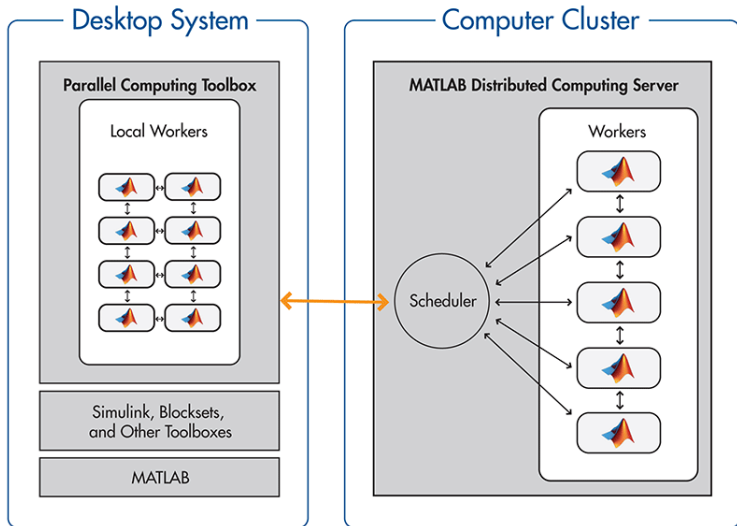 Desktop System
Parallel Computing Toolbox
Local Workers
Simulink, Blocksets,
and Other Toolboxes
MATLAB
Computer Cluster
MATLAB Distributed Computing Server
Workers
Scheduler